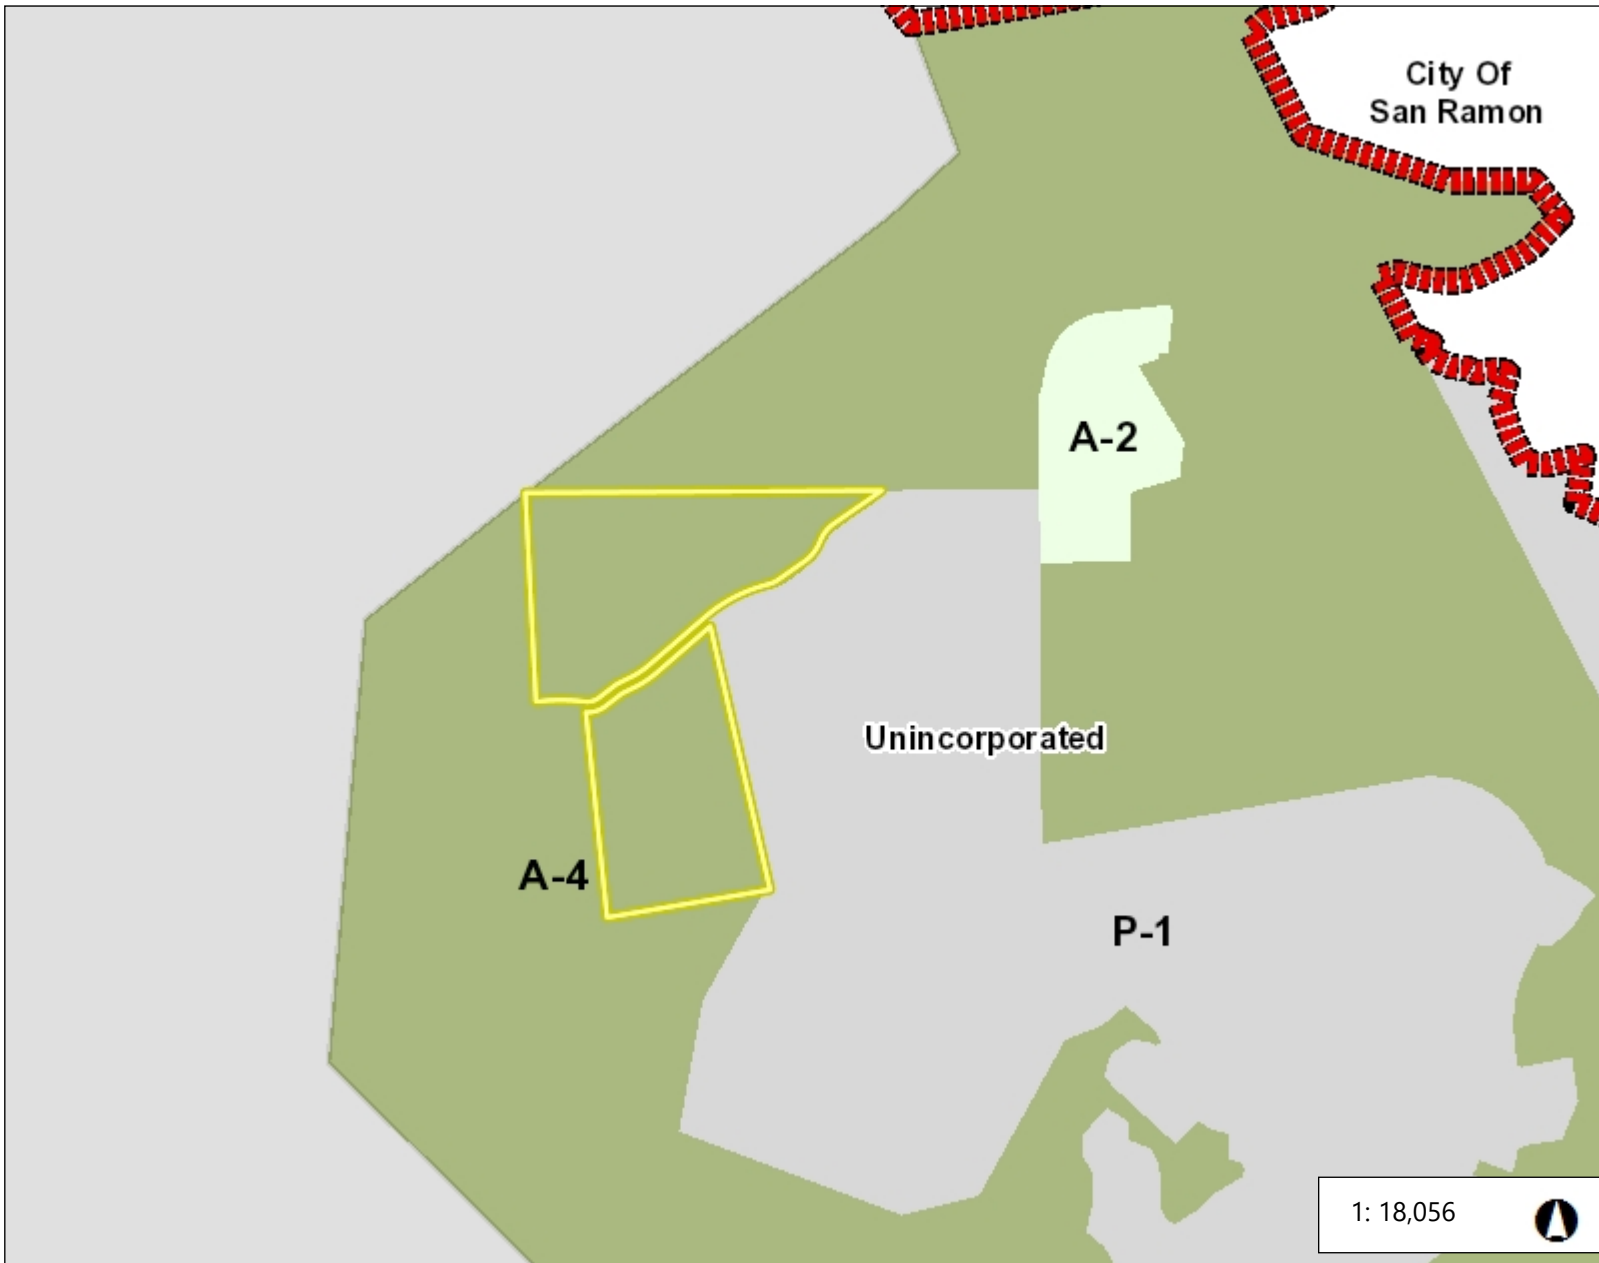 City Of
San Ramon
A-2
Unincorporated
A-4
P-1
1: 18,056